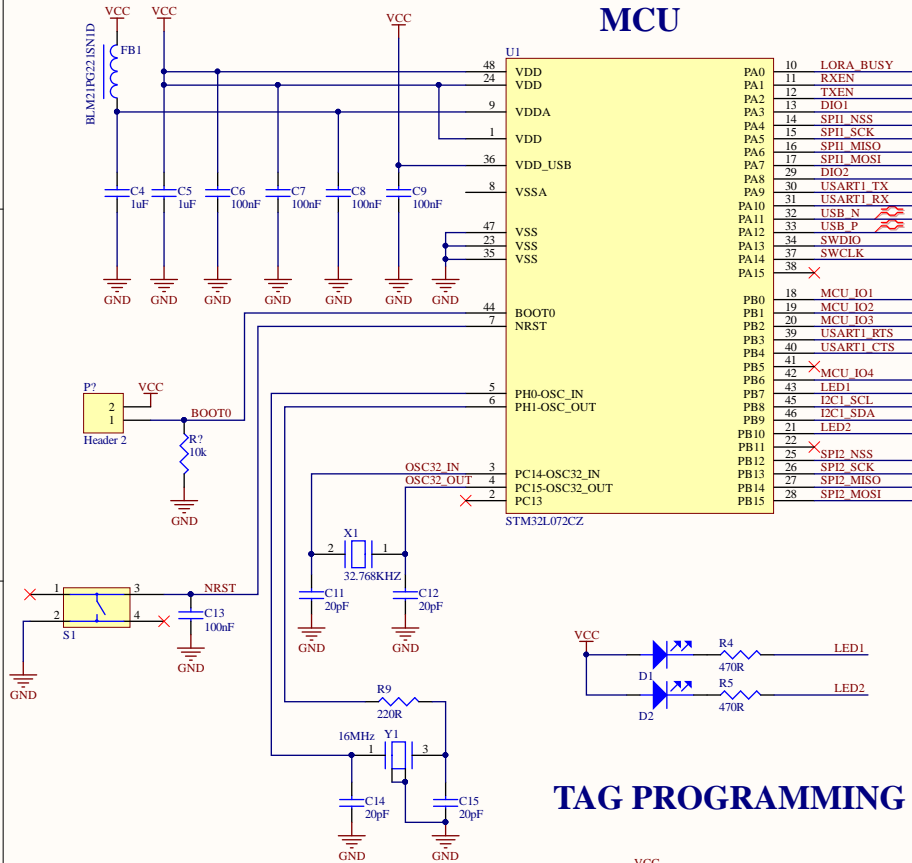 MCU
VCC
VCC
VCC
FB1
BLM21PG221SN1D
C4
1uF
C5
1uF
C6
100nF
C7
100nF
C8
100nF
C9
100nF
GND
GND
GND
GND
GND
GND
GND
U1
48 VDD
24 VDD
9 VDDA
1 VDD
36 VDD_USB
8 VSSA
47 VSS
23 VSS
35 VSS
44 BOOT0
7 NRST
5 PH0-OSC_IN
6 PH1-OSC_OUT
OSC32_IN 3 PC14-OSC32_IN
OSC32_OUT 4 PC15-OSC32_OUT
2 PC13
STM32L072CZ
PA0 10 LORA_BUSY
PA1 11 RXEN
PA2 12 TXEN
PA3 13 DIO1
PA4 14 SPI1_NSS
PA5 15 SPI1_SCK
PA6 16 SPI1_MISO
PA7 17 SPI1_MOSI
PA8 29 DIO2
PA9 30 USART1_TX
PA10 31 USART1_RX
PA11 32 USB_N
PA12 33 USB_P
PA13 34 SWDIO
PA14 37 SWCLK
PA15 38
PB0 18 MCU_IO1
PB1 19 MCU_IO2
PB2 20 MCU_IO3
PB3 39 USART1_RTS
PB4 40 USART1_CTS
PB5 41
PB6 42 MCU_IO4
PB7 43 LED1
PB8 45 I2C1_SCL
PB9 46 I2C1_SDA
PB10 21 LED2
PB11 22
PB12 25 SPI2_NSS
PB13 26 SPI2_SCK
PB14 27 SPI2_MISO
PB15 28 SPI2_MOSI
P?
VCC
2
1
BOOT0
Header 2
R?
10k
GND
X1
2 1
32.768KHZ
C11
20pF
C12
20pF
GND
GND
1 3 NRST
2 4
S1
C13
100nF
GND
GND
R9
220R
16MHz
Y1
1 3
C14
20pF
C15
20pF
GND
GND
VCC
D1
R4
470R
LED1
D2
R5
470R
LED2
TAG PROGRAMMING
VCC